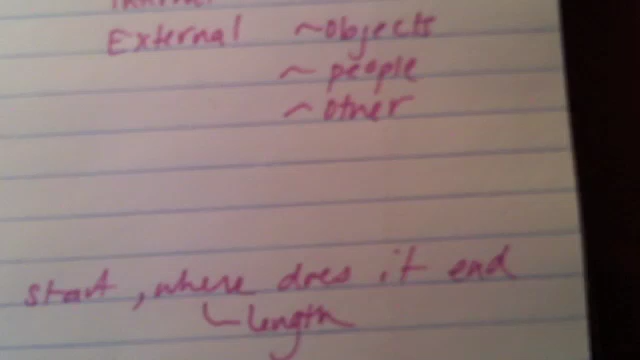 External ~objects
~ people
~ other
start, where does it end
length